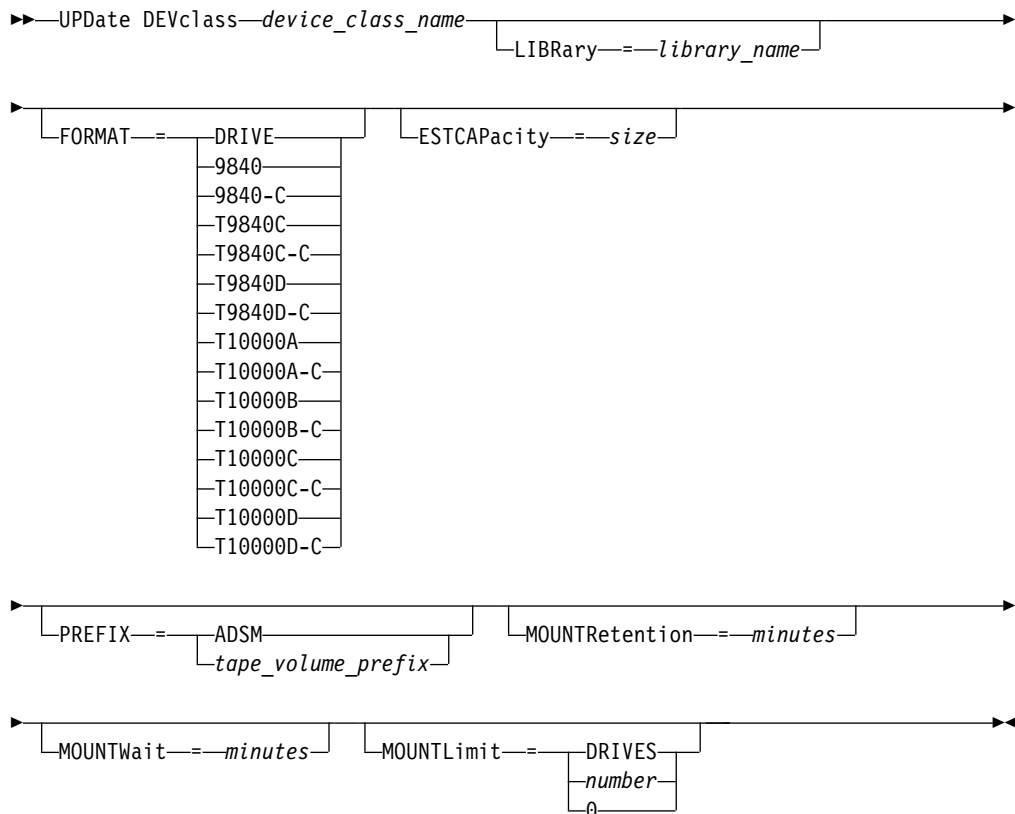 UPDate DEVclass device_class_name
LIBRary = library_name
FORMAT = DRIVE
9840
9840-C
T9840C
T9840C-C
T9840D
T9840D-C
T10000A
T10000A-C
T10000B
T10000B-C
T10000C
T10000C-C
T10000D
T10000D-C
ESTCAPacity = size
PREFIX = ADSM
tape_volume_prefix
MOUNTRetention = minutes
MOUNTWait = minutes
MOUNTLimit = DRIVES
number
0